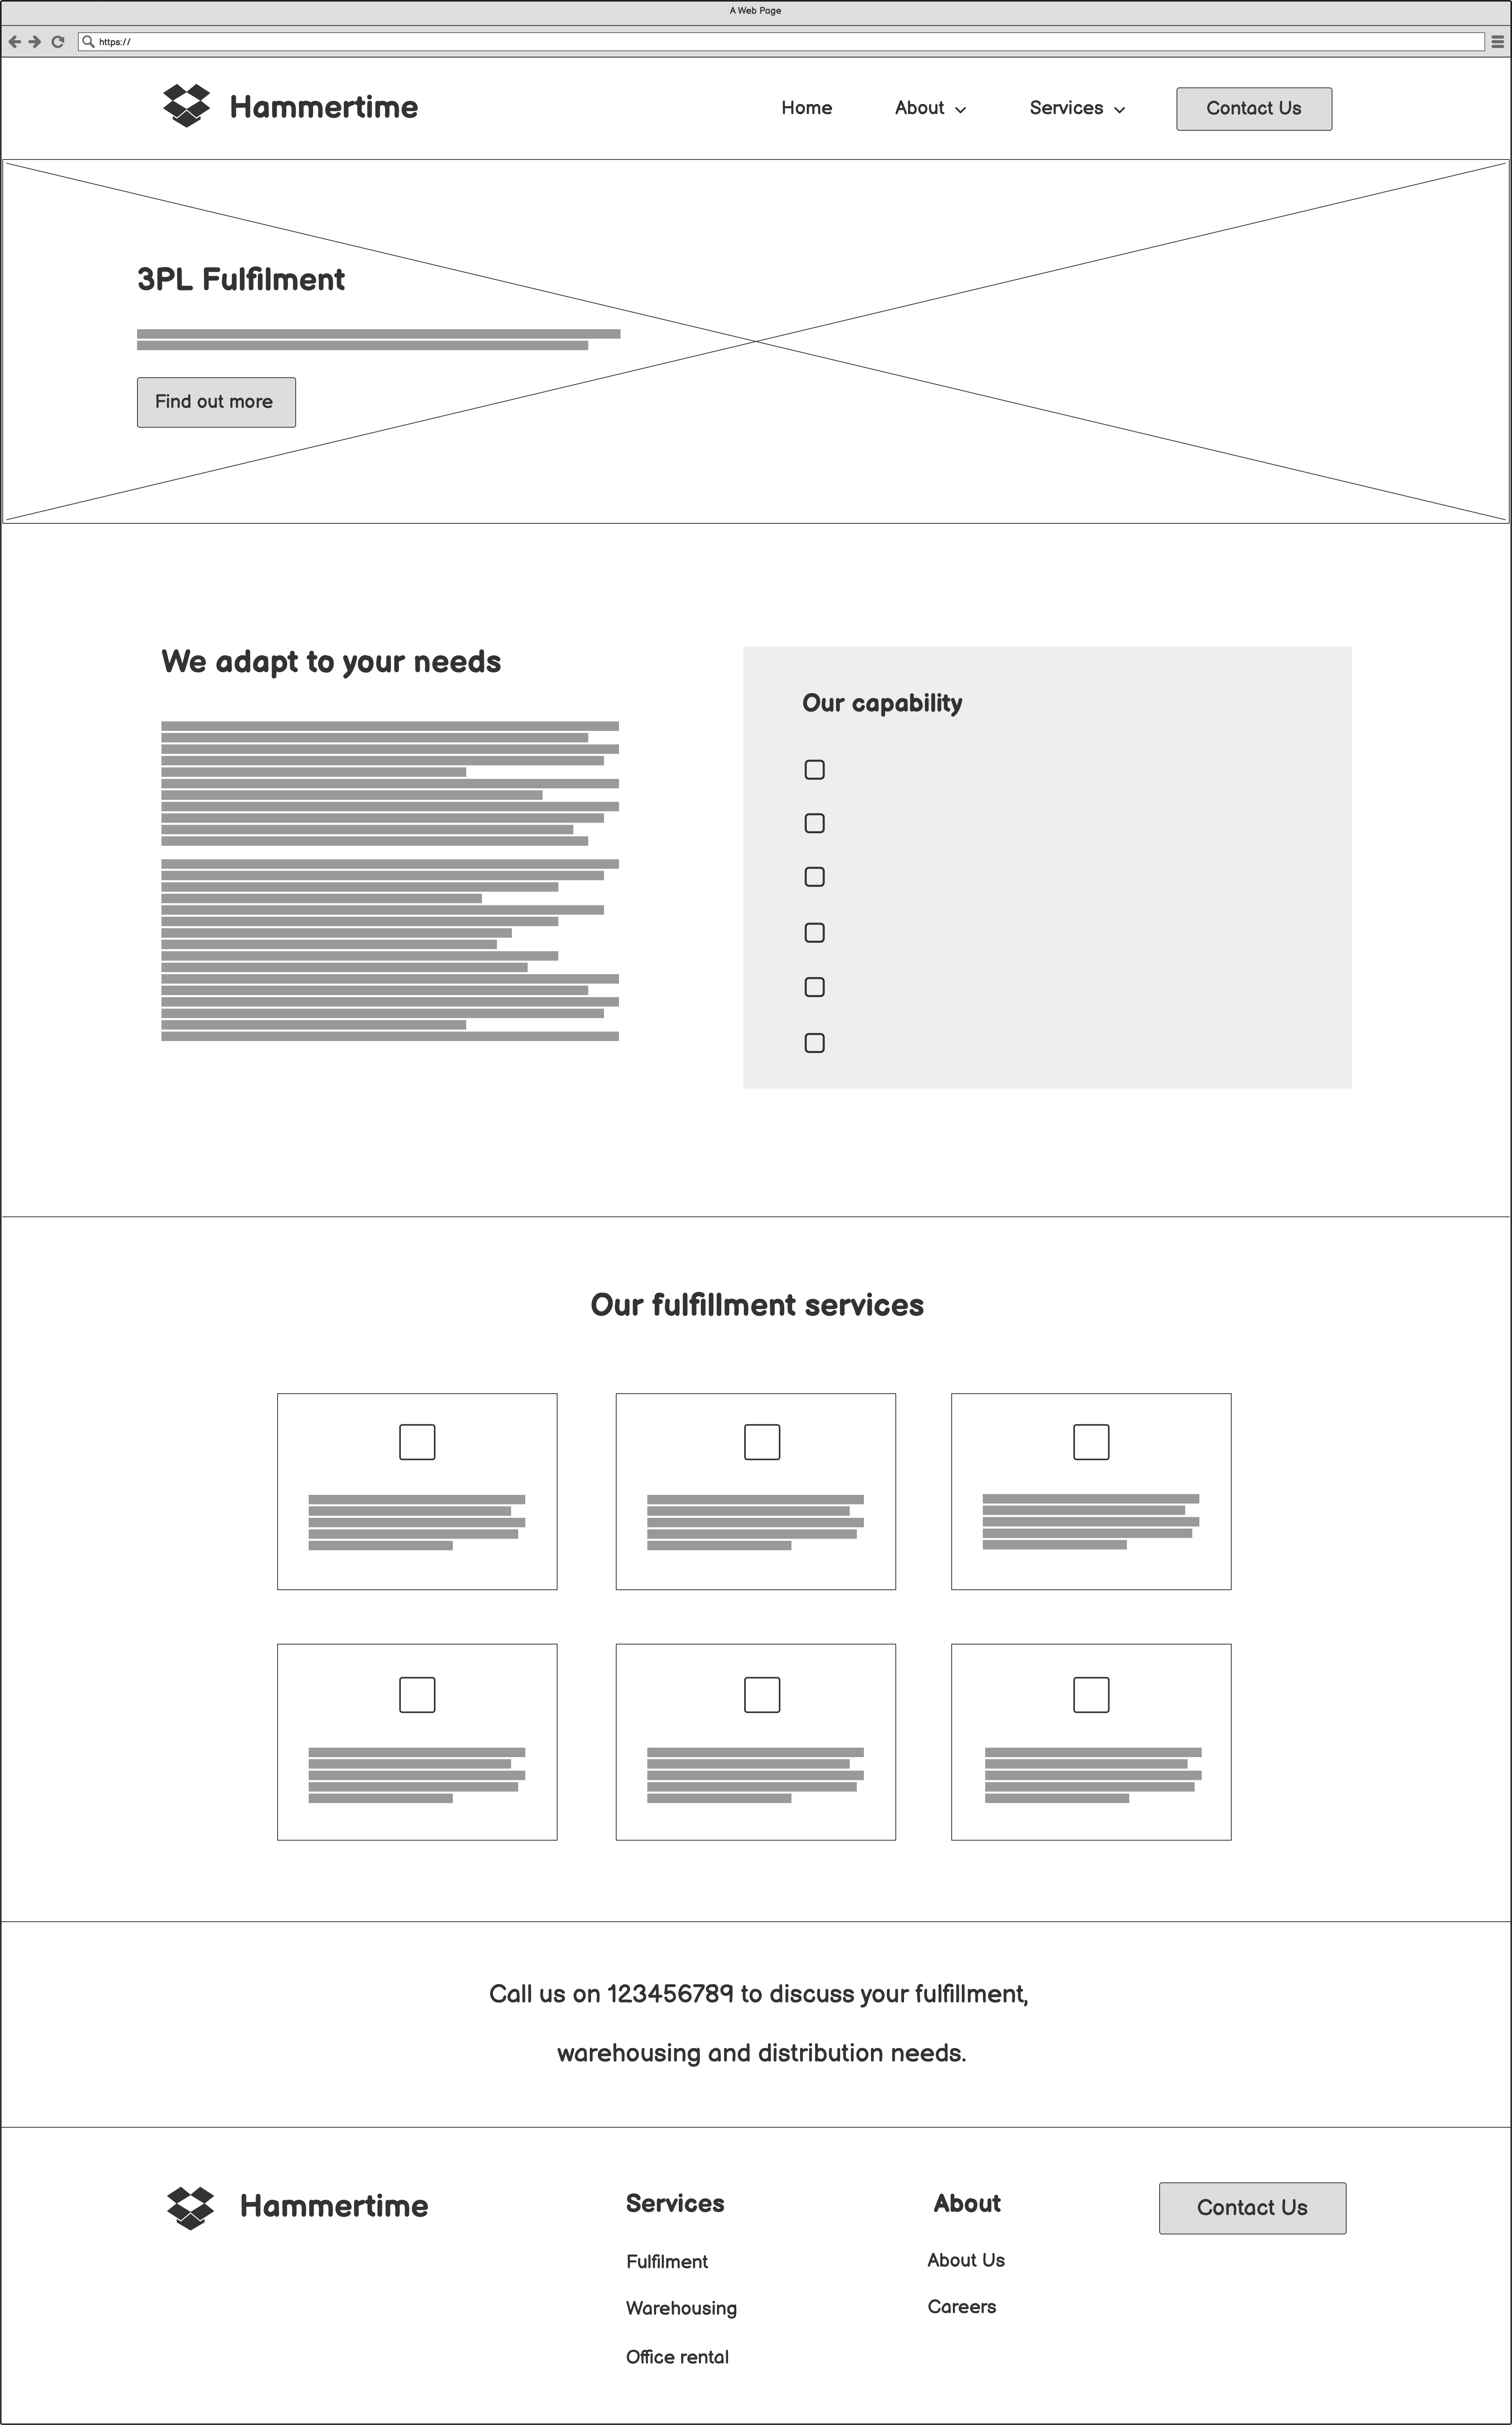 A Web Page
https://
Hammertime
Home
About
Services
Contact Us
3PL Fulfilment
Find out more
We adapt to your needs
Our capability
Our fulfillment services
Call us on 123456789 to discuss your fulfillment,
warehousing and distribution needs.
Hammertime
Services
Fulfilment
Warehousing
Office rental
About
About Us
Careers
Contact Us